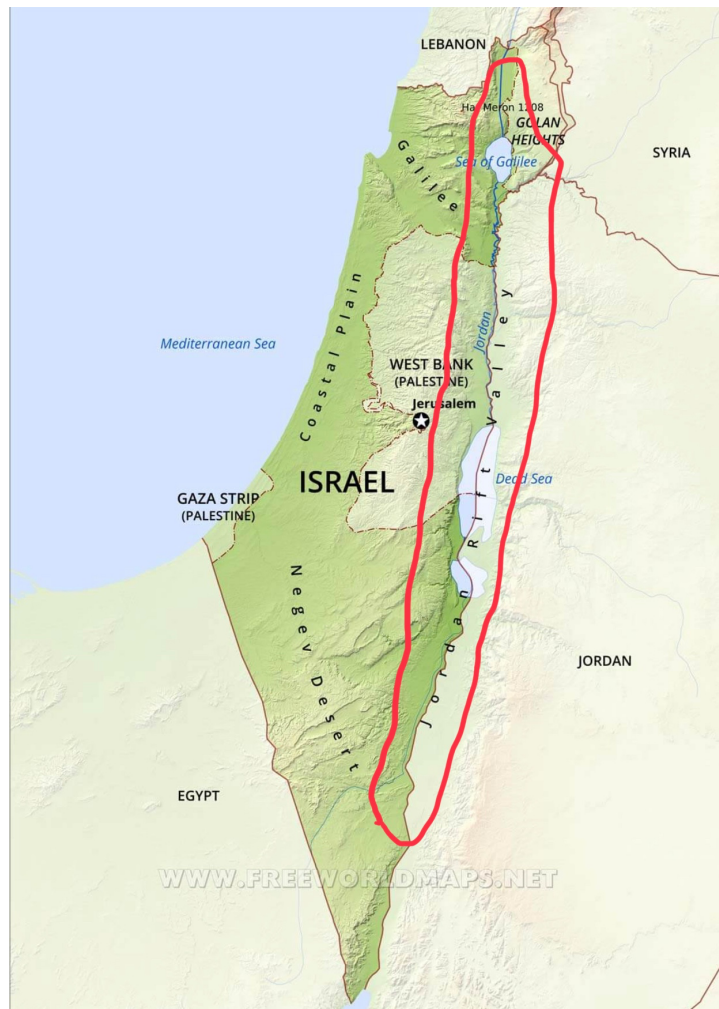 LEBANON
Har Meron 1208
GOLAN
HEIGHTS
Galilee
Sea of Galilee
SYRIA
Coastal Plain
Mediterranean Sea
Jordan
WEST BANK
(PALESTINE)
Jerusalem
Jordan Rift Valley
Dead Sea
ISRAEL
GAZA STRIP
(PALESTINE)
Negev Desert
JORDAN
EGYPT
WWW.FREEWORLDMAPS.NET